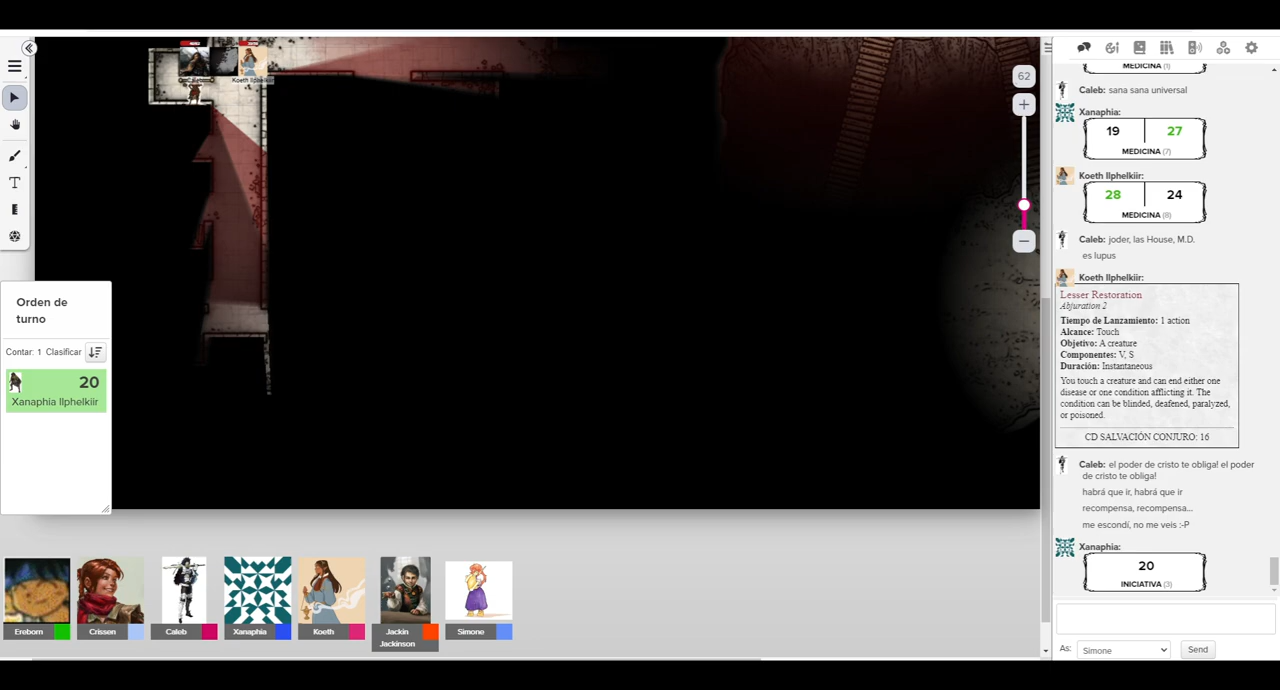 Koeth Ilphelkiir
62
Orden de
turno
Contar: 1 Clasificar
20
Xanaphia Ilphelkiir
Ereborn
Crissen
Caleb
Xanaphia
Koeth
Jackin
Jackinson
Simone
MEDICINA (1)
Caleb: sana sana universal
Xanaphia:
19 27
MEDICINA (7)
Koeth Ilphelkiir:
28 24
MEDICINA (8)
Caleb: joder, las House, M.D.
es lupus
Koeth Ilphelkiir:
Lesser Restoration
Abjuration 2
Tiempo de Lanzamiento: 1 action
Alcance: Touch
Objetivo: A creature
Componentes: V, S
Duración: Instantaneous
You touch a creature and can end either one
disease or one condition afflicting it. The
condition can be blinded, deafened, paralyzed,
or poisoned.
CD SALVACIÓN CONJURO: 16
Caleb: el poder de cristo te obliga! el poder
de cristo te obliga!
habrá que ir, habrá que ir
recompensa, recompensa...
me escondí, no me veis :-P
Xanaphia:
20
INICIATIVA (3)
As: Simone Send